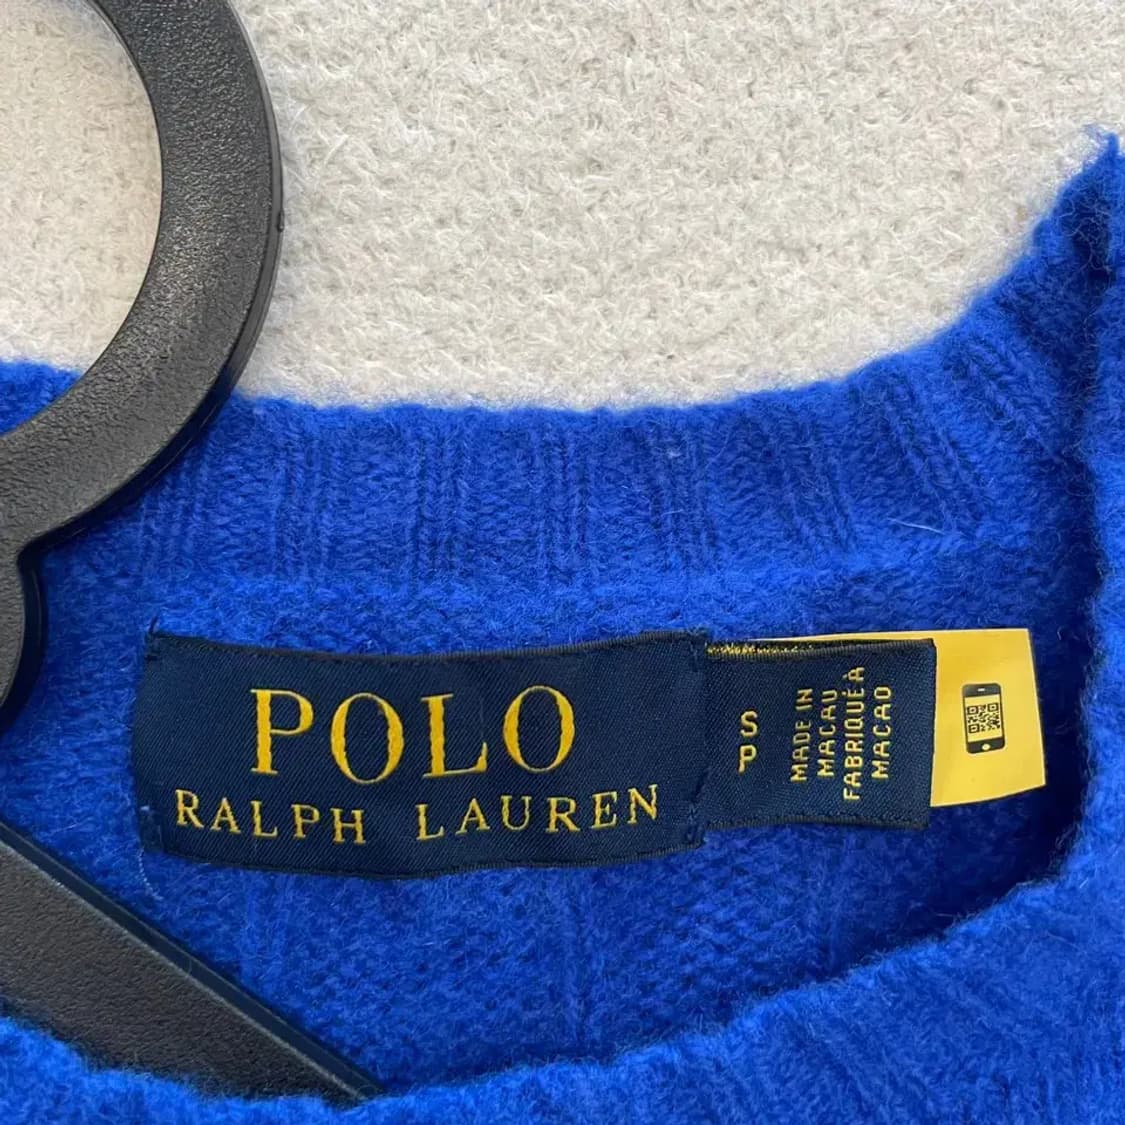 POLO
RALPH LAUREN
S
P
MADE IN
MACAU
FABRIQUÉ À
MACAO